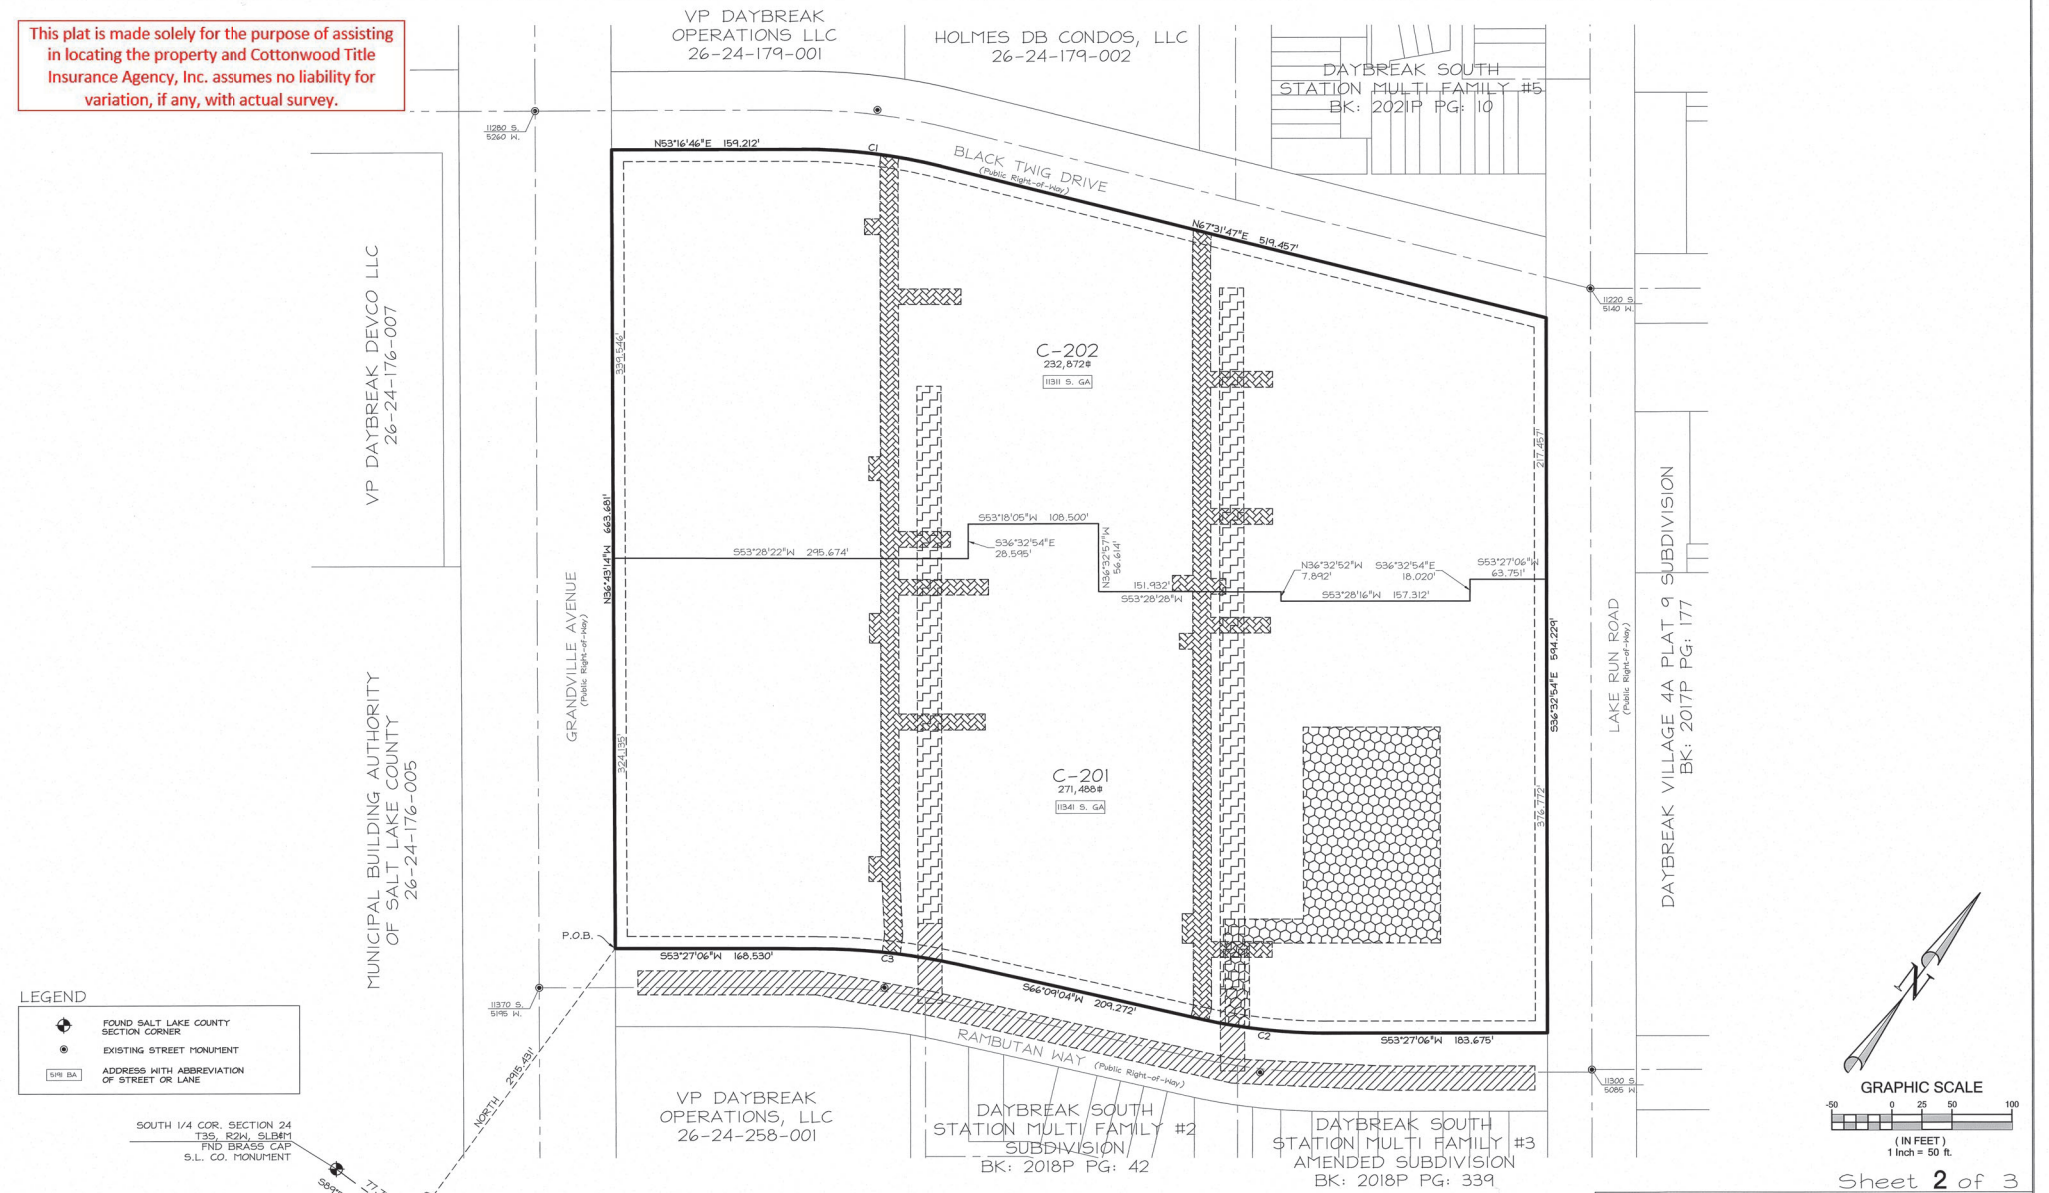 This plat is made solely for the purpose of assisting
in locating the property and Cottonwood Title
Insurance Agency, Inc. assumes no liability for
variation, if any, with actual survey.
VP DAYBREAK
OPERATIONS LLC
26-24-179-001
HOLMES DB CONDOS, LLC
26-24-179-002
DAYBREAK SOUTH
STATION MULTI FAMILY #5
BK: 2021P PG: 10
11280 S.
5260 W.
N53°16'46"E 159.212'
C1
BLACK TWIG DRIVE
(Public Right-of-Way)
N67°31'47"E 519.457'
11220 S.
5140 W.
VP DAYBREAK DEVCO LLC
26-24-176-007
339.546'
C-202
232,872#
11311 S. GA
217.457'
N36°43'14"W 663.681'
S53°28'22"W 295.674'
S53°18'05"W 108.500'
S36°32'54"E
28.595'
N36°32'57"W
56.614'
151.932'
S53°28'28"W
N36°32'52"W
7.892'
S36°32'54"E
18.020'
S53°28'16"W 157.312'
S53°27'06"W
63.751'
GRANDVILLE AVENUE
(Public Right-of-Way)
S36°32'54"E 594.229'
LAKE RUN ROAD
(Public Right-of-Way)
DAYBREAK VILLAGE 4A PLAT 9 SUBDIVISION
BK: 2017P PG: 177
MUNICIPAL BUILDING AUTHORITY
OF SALT LAKE COUNTY
26-24-176-005
324.135'
C-201
271,488#
11341 S. GA
376.772'
P.O.B.
S53°27'06"W 168.530'
C3
S66°09'04"W 209.272'
C2
S53°27'06"W 183.675'
11370 S.
5195 W.
RAMBUTAN WAY (Public Right-of-Way)
11300 S.
5085 W
LEGEND
FOUND SALT LAKE COUNTY
SECTION CORNER
EXISTING STREET MONUMENT
5191 BA
ADDRESS WITH ABBREVIATION
OF STREET OR LANE
NORTH 2915.431'
SOUTH 1/4 COR. SECTION 24
T3S, R2W, SLB&M
FND BRASS CAP
S.L. CO. MONUMENT
VP DAYBREAK
OPERATIONS, LLC
26-24-258-001
DAYBREAK SOUTH
STATION MULTI FAMILY #2
SUBDIVISION
BK: 2018P PG: 42
DAYBREAK SOUTH
STATION MULTI FAMILY #3
AMENDED SUBDIVISION
BK: 2018P PG: 339
N
GRAPHIC SCALE
-50 0 25 50 100
( IN FEET )
1 Inch = 50 ft.
Sheet 2 of 3